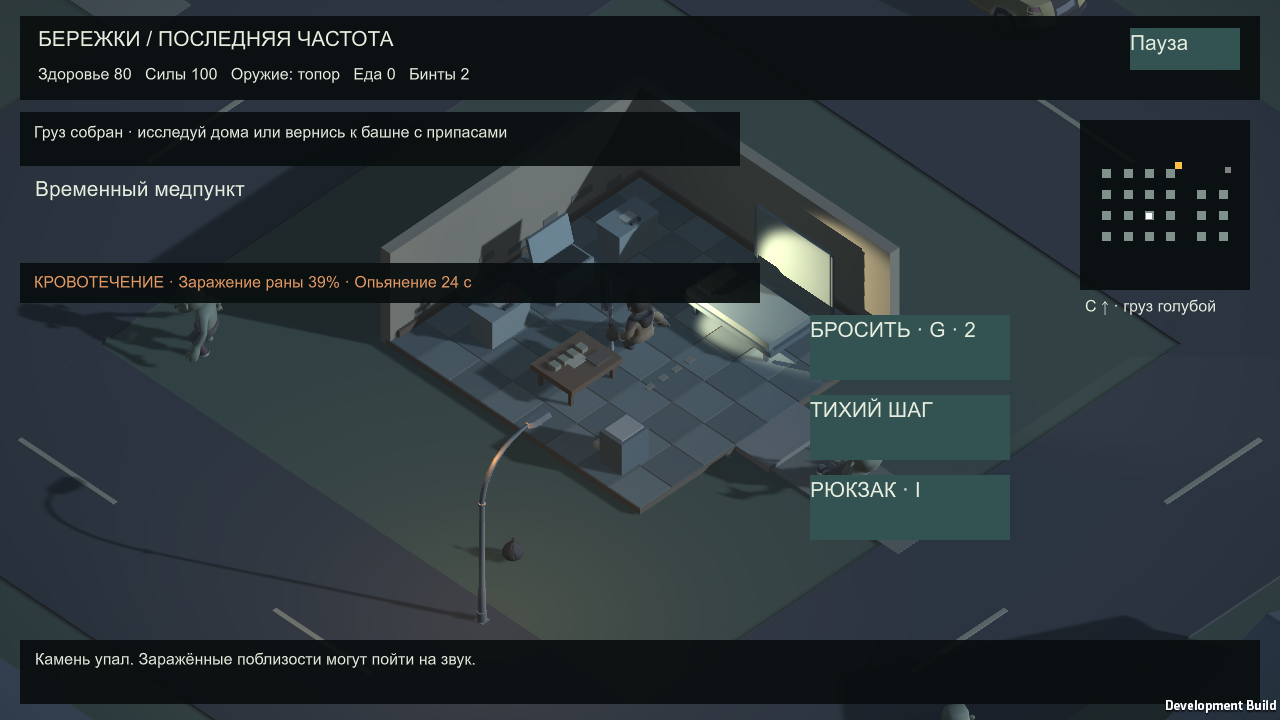 БЕРЕЖКИ / ПОСЛЕДНЯЯ ЧАСТОТА
Пауза
Здоровье 80 Силы 100 Оружие: топор Еда 0 Бинты 2
Груз собран · исследуй дома или вернись к башне с припасами
Временный медпункт
КРОВОТЕЧЕНИЕ · Заражение раны 39% · Опьянение 24 с
С ↑ · груз голубой
БРОСИТЬ · G · 2
ТИХИЙ ШАГ
РЮКЗАК · I
Камень упал. Заражённые поблизости могут пойти на звук.
Development Build